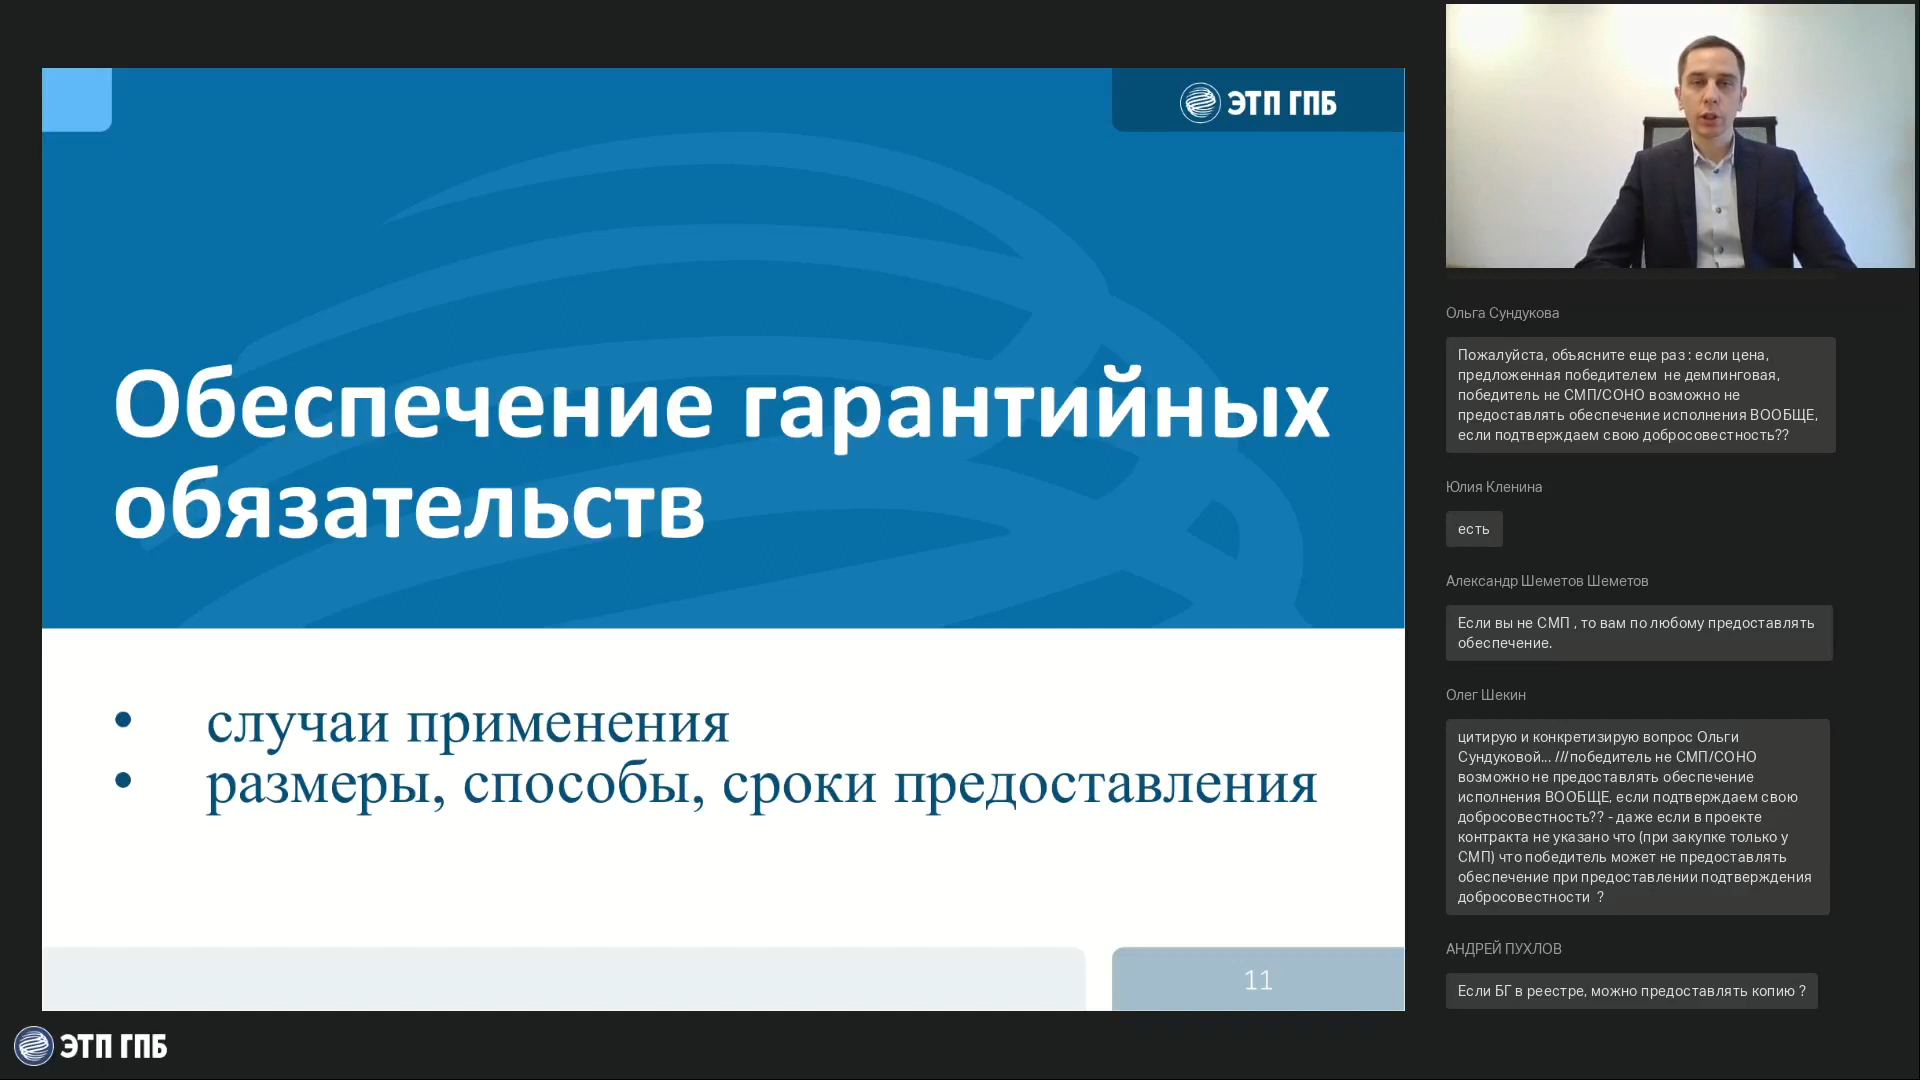 ЭТП ГПБ
Обеспечение гарантийных
обязательств
• случаи применения
• размеры, способы, сроки предоставления
11
ЭТП ГПБ
Ольга Сундукова
Пожалуйста, объясните еще раз : если цена,
предложенная победителем не демпинговая,
победитель не СМП/СОНО возможно не
предоставлять обеспечение исполнения ВООБЩЕ,
если подтверждаем свою добросовестность??
Юлия Кленина
есть
Александр Шеметов Шеметов
Если вы не СМП , то вам по любому предоставлять
обеспечение.
Олег Шекин
цитирую и конкретизирую вопрос Ольги
Сундуковой... ///победитель не СМП/СОНО
возможно не предоставлять обеспечение
исполнения ВООБЩЕ, если подтверждаем свою
добросовестность?? - даже если в проекте
контракта не указано что (при закупке только у
СМП) что победитель может не предоставлять
обеспечение при предоставлении подтверждения
добросовестности ?
АНДРЕЙ ПУХЛОВ
Если БГ в реестре, можно предоставлять копию ?